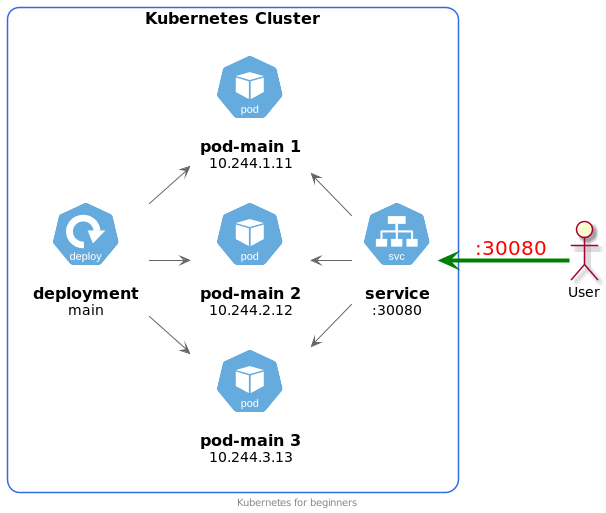 Kubernetes Cluster
pod
pod-main 1
10.244.1.11
deploy
deployment
main
pod
pod-main 2
10.244.2.12
svc
service
:30080
:30080
User
pod
pod-main 3
10.244.3.13
Kubernetes for beginners